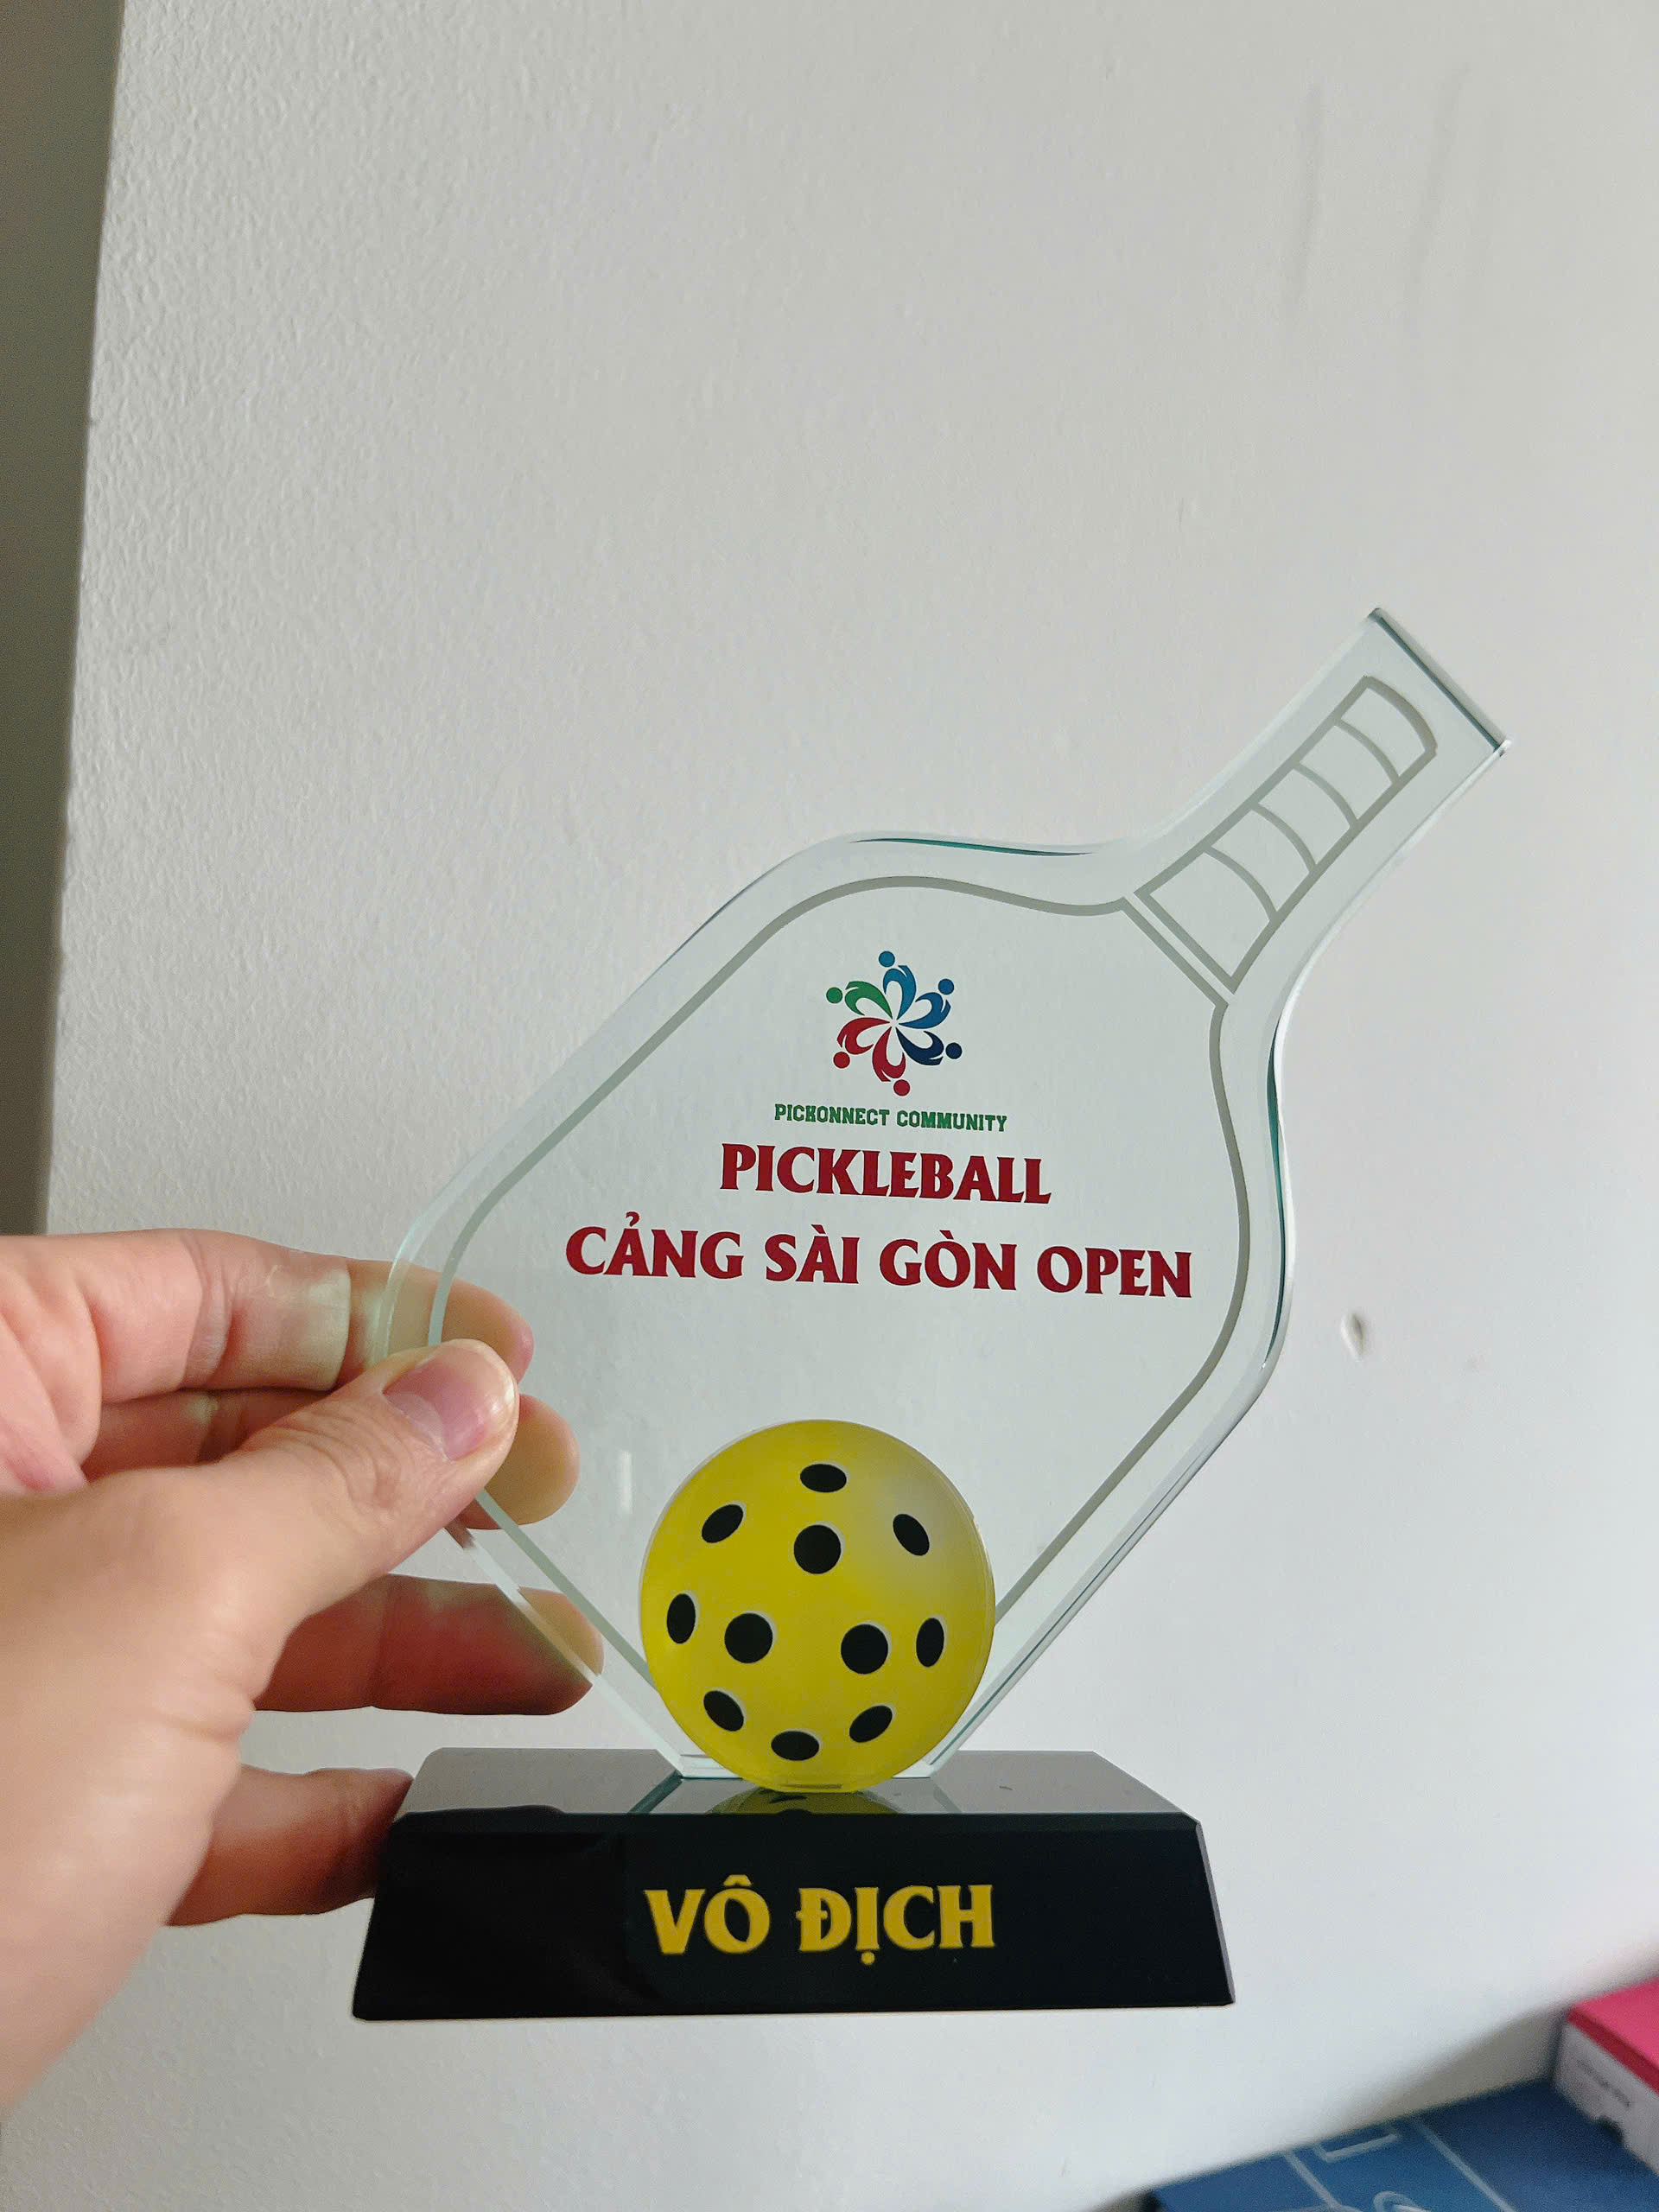 PICKONNECT COMMUNITY
PICKLEBALL
CẢNG SÀI GÒN OPEN
VÔ ĐỊCH